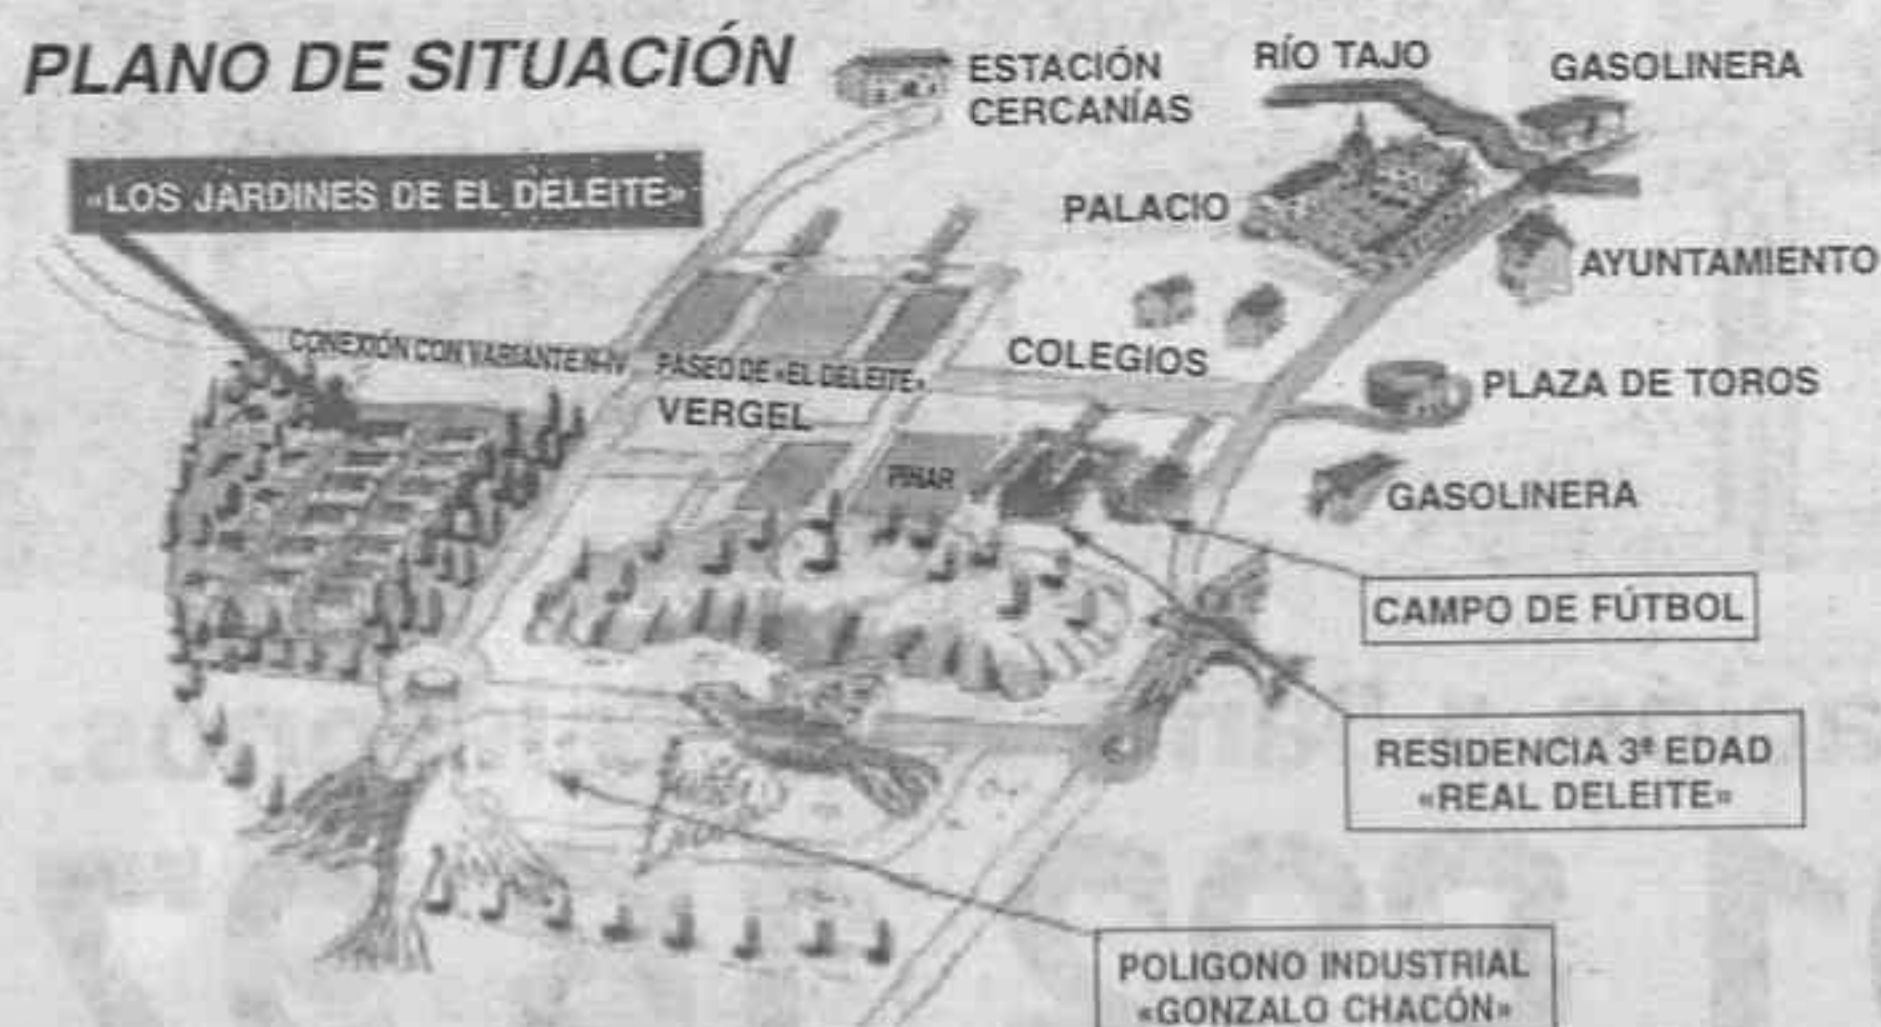 PLANO DE SITUACIÓN
ESTACIÓN
CERCANÍAS
RÍO TAJO
GASOLINERA
«LOS JARDINES DE EL DELEITE»
PALACIO
AYUNTAMIENTO
CONEXIÓN CON VARIANTE N-IV
PASEO DE «EL DELEITE»
COLEGIOS
PLAZA DE TOROS
VERGEL
PINAR
GASOLINERA
CAMPO DE FÚTBOL
RESIDENCIA 3ª EDAD
«REAL DELEITE»
POLIGONO INDUSTRIAL
«GONZALO CHACÓN»